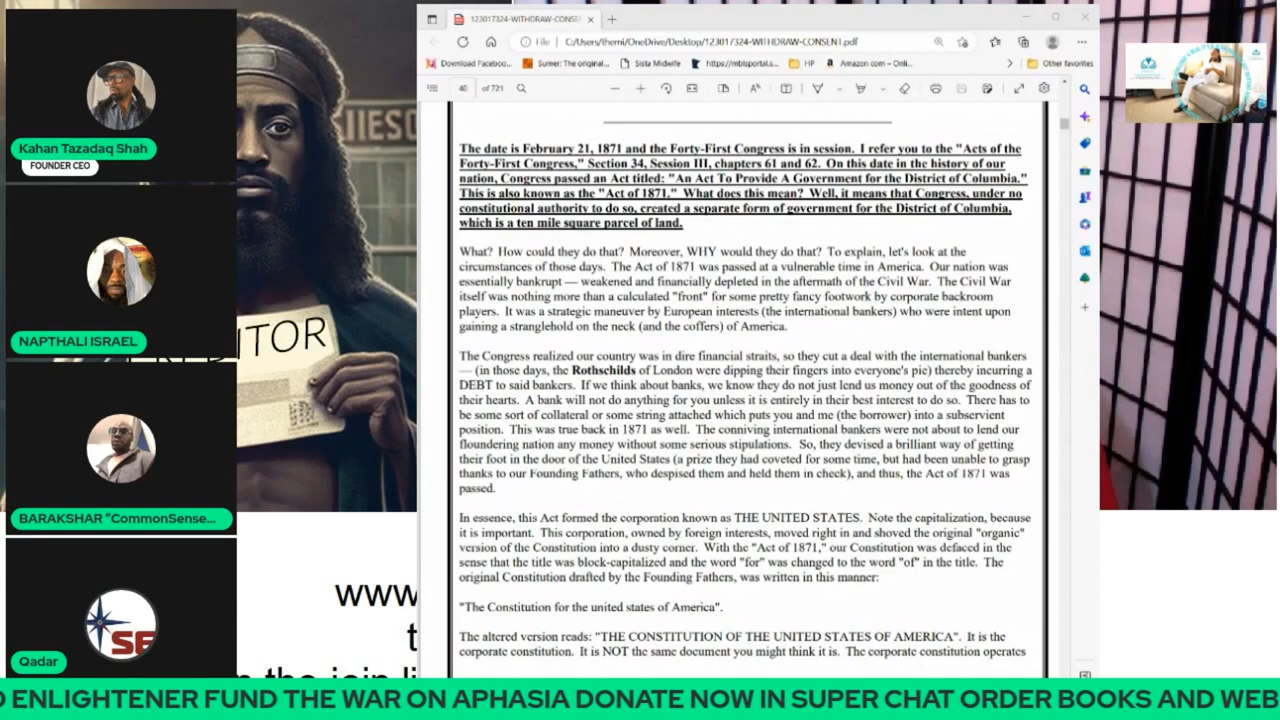 Kahan Tazadaq Shah
FOUNDER CEO
NAPTHALI ISRAEL
BARAKSHAR "CommonSense...
Qadar
SE
IIESC
CREDITOR
www
123017324-WITHDRAW-CONSE
File
C:/Users/themi/OneDrive/Desktop/123017324-WITHDRAW-CONSENT.pdf
Download Faceboo...
Sumer: The original...
Sista Midwife
https://mblsportal.s...
HP
Amazon.com – Onli...
Other favorites
40 of 721
The date is February 21, 1871 and the Forty-First Congress is in session. I refer you to the "Acts of the
Forty-First Congress," Section 34, Session III, chapters 61 and 62. On this date in the history of our
nation, Congress passed an Act titled: "An Act To Provide A Government for the District of Columbia."
This is also known as the "Act of 1871." What does this mean? Well, it means that Congress, under no
constitutional authority to do so, created a separate form of government for the District of Columbia,
which is a ten mile square parcel of land.
What? How could they do that? Moreover, WHY would they do that? To explain, let's look at the
circumstances of those days. The Act of 1871 was passed at a vulnerable time in America. Our nation was
essentially bankrupt — weakened and financially depleted in the aftermath of the Civil War. The Civil War
itself was nothing more than a calculated "front" for some pretty fancy footwork by corporate backroom
players. It was a strategic maneuver by European interests (the international bankers) who were intent upon
gaining a stranglehold on the neck (and the coffers) of America.
The Congress realized our country was in dire financial straits, so they cut a deal with the international bankers
— (in those days, the Rothschilds of London were dipping their fingers into everyone's pie) thereby incurring a
DEBT to said bankers. If we think about banks, we know they do not just lend us money out of the goodness of
their hearts. A bank will not do anything for you unless it is entirely in their best interest to do so. There has to
be some sort of collateral or some string attached which puts you and me (the borrower) into a subservient
position. This was true back in 1871 as well. The conniving international bankers were not about to lend our
floundering nation any money without some serious stipulations. So, they devised a brilliant way of getting
their foot in the door of the United States (a prize they had coveted for some time, but had been unable to grasp
thanks to our Founding Fathers, who despised them and held them in check), and thus, the Act of 1871 was
passed.
In essence, this Act formed the corporation known as THE UNITED STATES. Note the capitalization, because
it is important. This corporation, owned by foreign interests, moved right in and shoved the original "organic"
version of the Constitution into a dusty corner. With the "Act of 1871," our Constitution was defaced in the
sense that the title was block-capitalized and the word "for" was changed to the word "of" in the title. The
original Constitution drafted by the Founding Fathers, was written in this manner:
"The Constitution for the united states of America".
The altered version reads: "THE CONSTITUTION OF THE UNITED STATES OF AMERICA". It is the
corporate constitution. It is NOT the same document you might think it is. The corporate constitution operates
O ENLIGHTENER FUND THE WAR ON APHASIA DONATE NOW IN SUPER CHAT ORDER BOOKS AND WEB